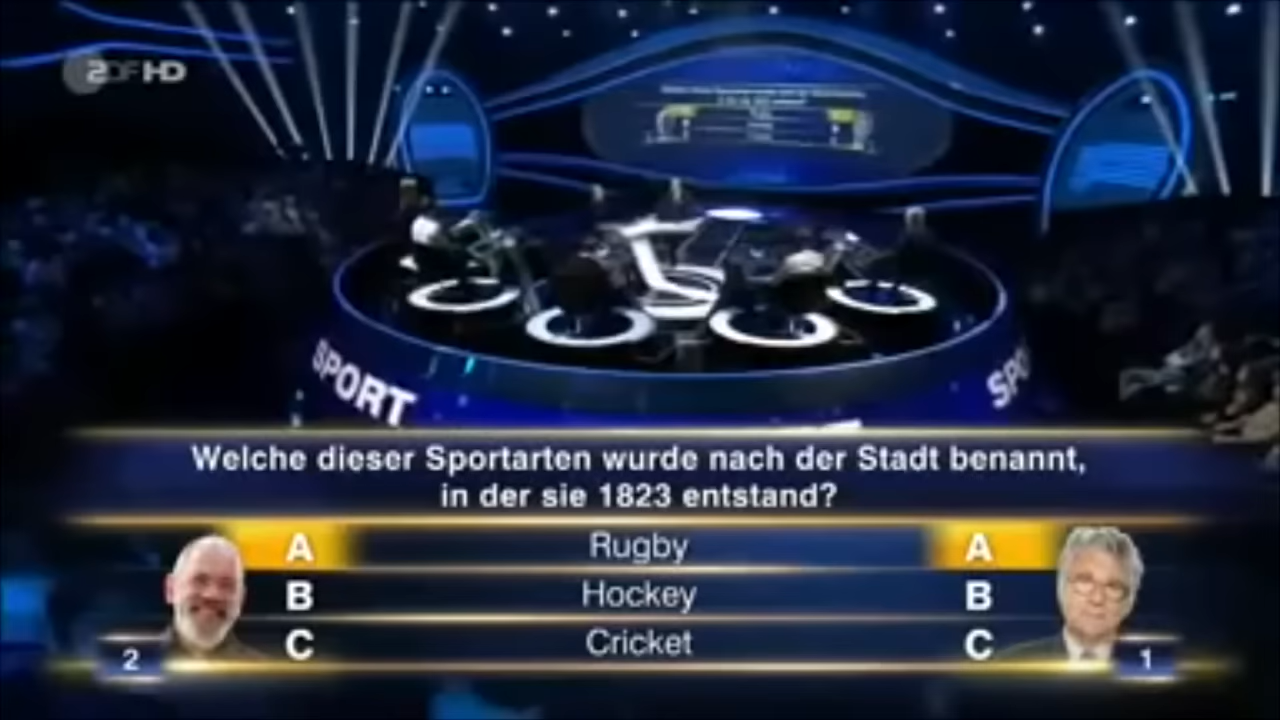 ZDF HD
SPORT
SPO
Welche dieser Sportarten wurde nach der Stadt benannt,
in der sie 1823 entstand?
A Rugby A
B Hockey B
C Cricket C
2
1